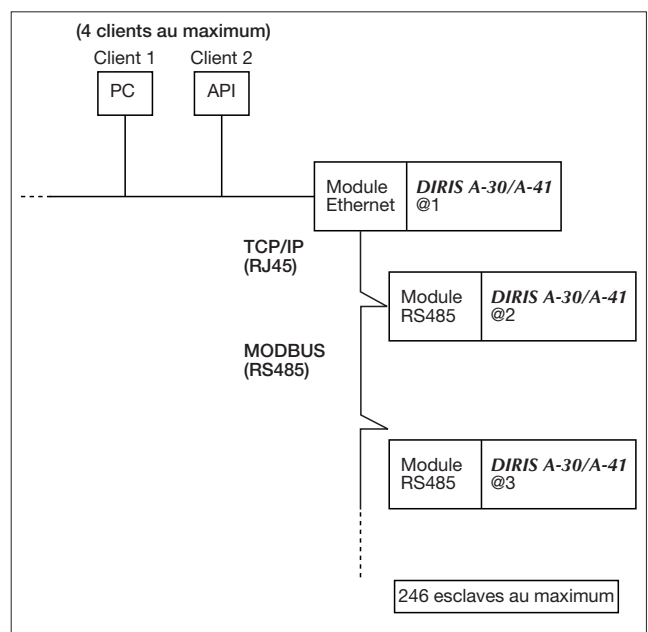 (4 clients au maximum)
Client 1
Client 2
PC
API
Module
Ethernet
DIRIS A-30/A-41
@1
TCP/IP
(RJ45)
Module
RS485
DIRIS A-30/A-41
@2
MODBUS
(RS485)
Module
RS485
DIRIS A-30/A-41
@3
246 esclaves au maximum